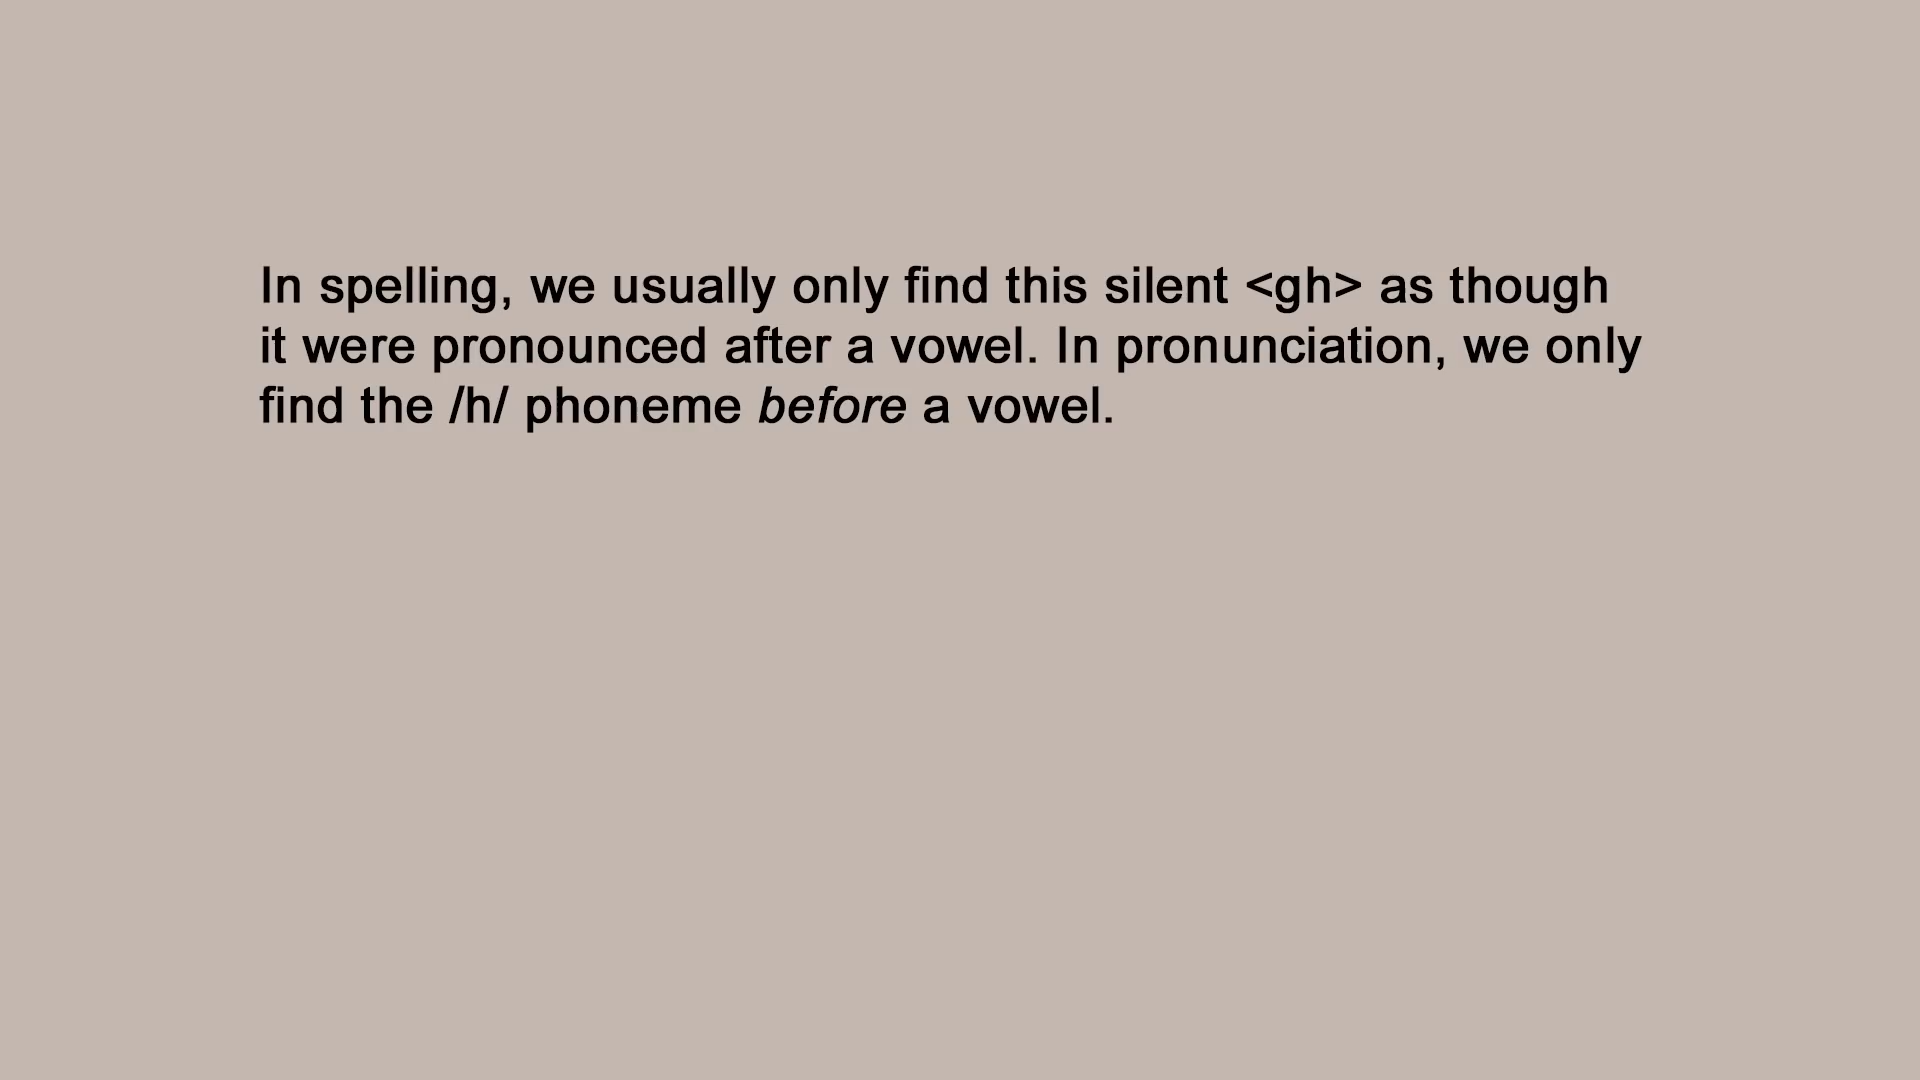 In spelling, we usually only find this silent <gh> as though
it were pronounced after a vowel. In pronunciation, we only
find the /h/ phoneme before a vowel.